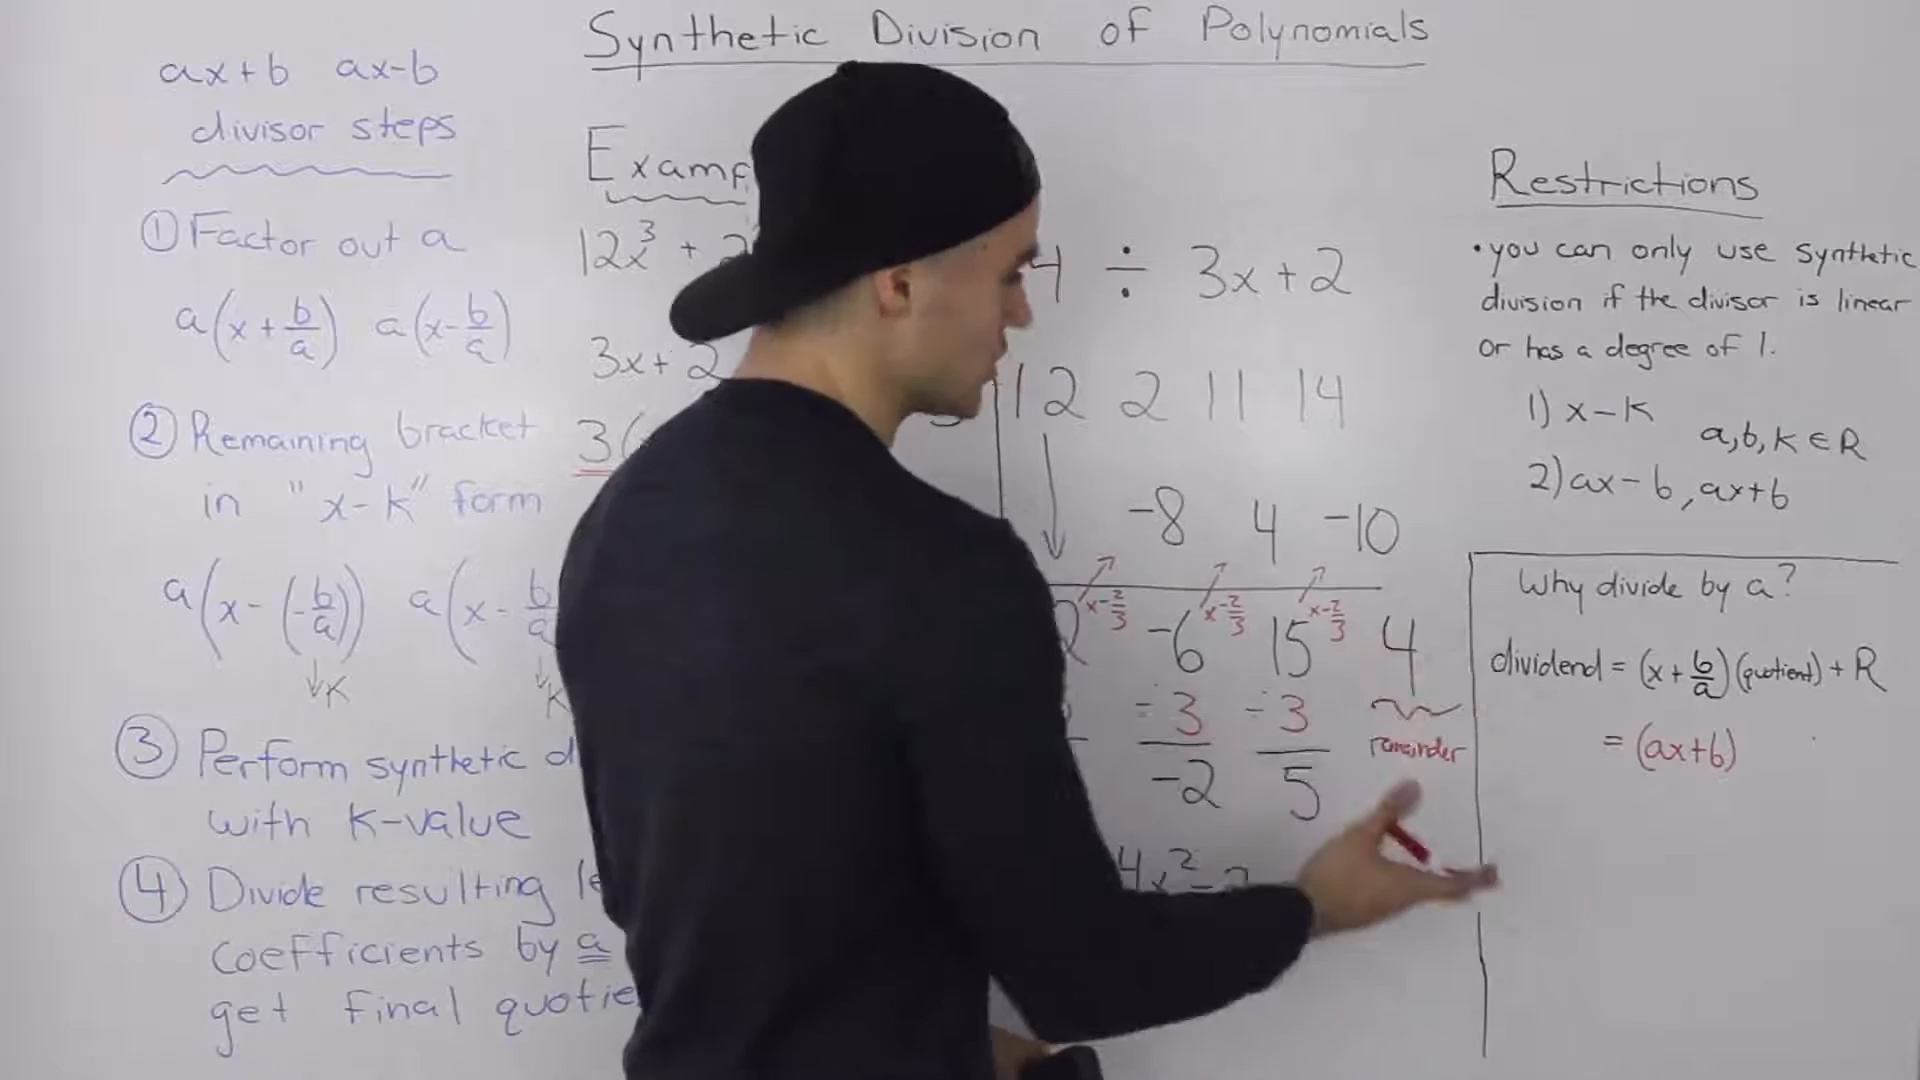 Synthetic Division of Polynomials
ax+b ax-b
divisor steps
① Factor out a
a(x + b/a) a(x - b/a)
② Remaining bracket
in "x-k" form
a(x - (-b/a)) a(x - b/a
↓k ↓k
③ Perform synthetic d
with k-value
④ Divide resulting
coefficients by a
get final quotie
Examp
12x³ + 2
4 ÷ 3x+2
3x+2
3(
12 2 11 14
-8 4 -10
x-2/3 x-2/3 x-2/3
2 -6 15 4
÷3 ÷3
remainder
-2 5
4x² - 2
Restrictions
• you can only use synthetic
division if the divisor is linear
or has a degree of 1.
1) x-k
a,b,k ∈ R
2) ax-b, ax+b
Why divide by a?
dividend = (x + b/a)(quotient) + R
= (ax+b)